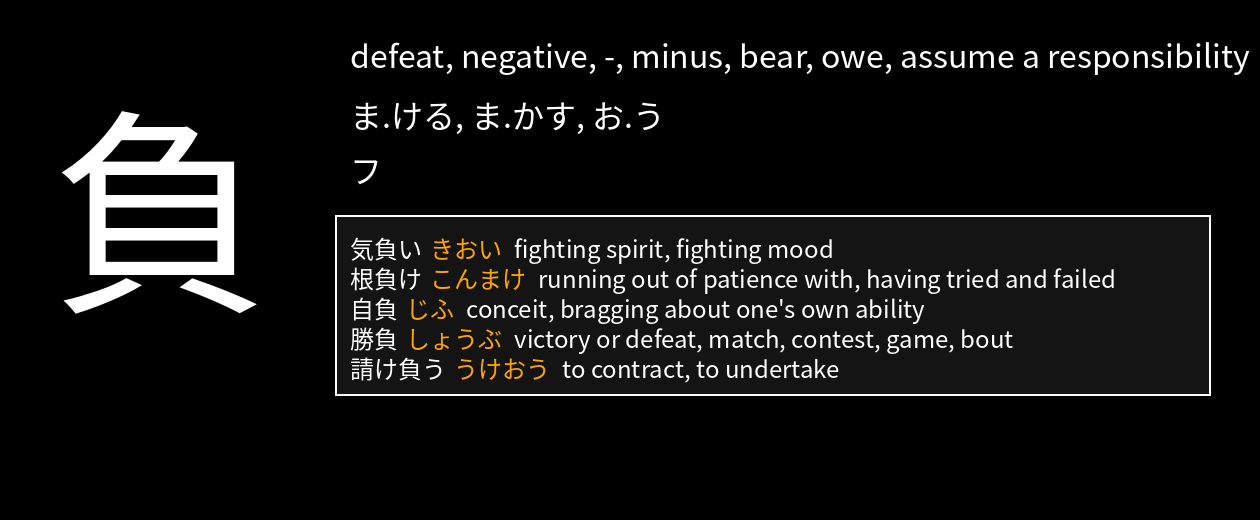 負
defeat, negative, -, minus, bear, owe, assume a responsibility
ま.ける, ま.かす, お.う
フ
気負い きおい fighting spirit, fighting mood
根負け こんまけ running out of patience with, having tried and failed
自負 じふ conceit, bragging about one's own ability
勝負 しょうぶ victory or defeat, match, contest, game, bout
請け負う うけおう to contract, to undertake